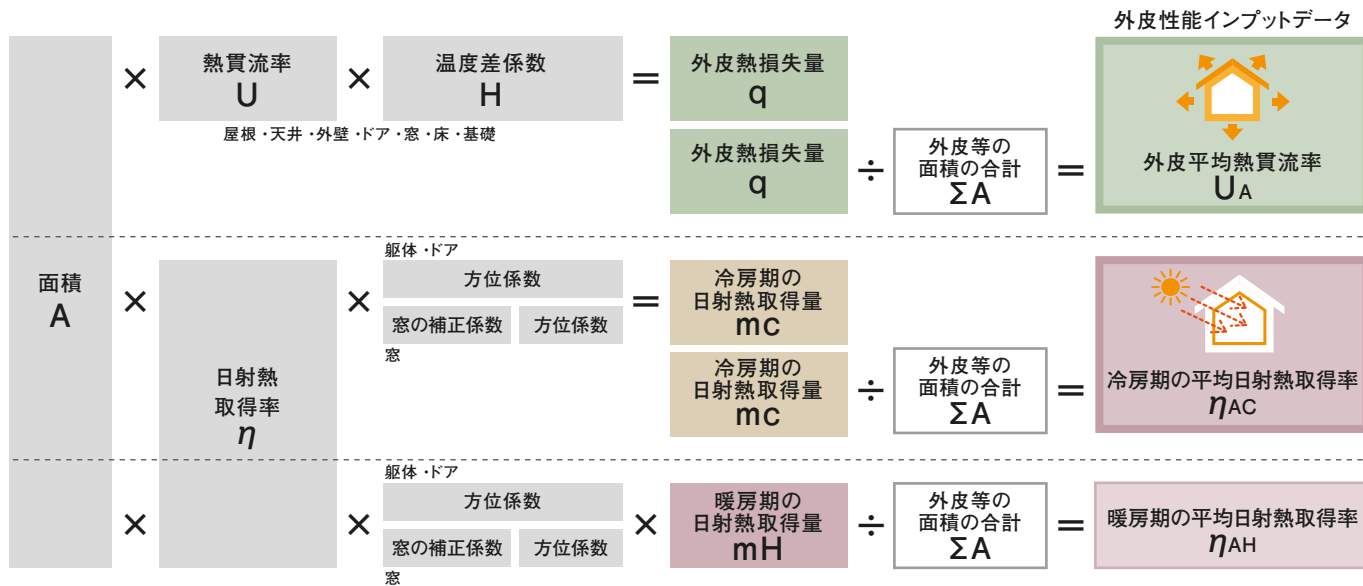 外皮性能インプットデータ
面積
A
×
熱貫流率
U
×
温度差係数
H
=
外皮熱損失量
q
屋根・天井・外壁・ドア・窓・床・基礎
外皮熱損失量
q
÷
外皮等の
面積の合計
ΣA
=
外皮平均熱貫流率
UA
×
日射熱
取得率
η
×
躯体・ドア
方位係数
窓の補正係数
方位係数
窓
=
冷房期の
日射熱取得量
mc
冷房期の
日射熱取得量
mc
÷
外皮等の
面積の合計
ΣA
=
冷房期の平均日射熱取得率
ηAC
×
×
躯体・ドア
方位係数
窓の補正係数
方位係数
窓
×
暖房期の
日射熱取得量
mH
÷
外皮等の
面積の合計
ΣA
=
暖房期の平均日射熱取得率
ηAH